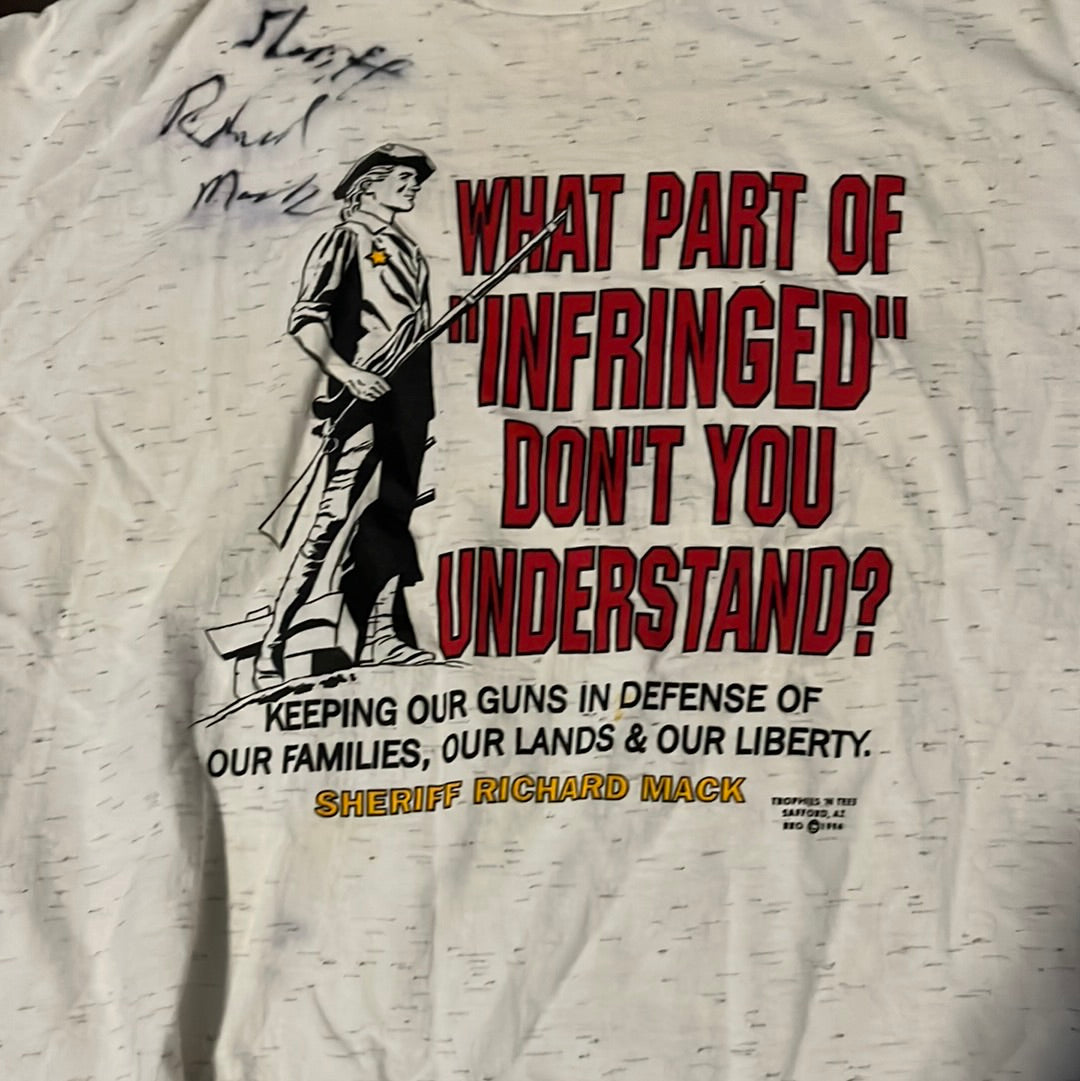 Sheriff
Richard
Mack
WHAT PART OF
"INFRINGED"
DON'T YOU
UNDERSTAND?
KEEPING OUR GUNS IN DEFENSE OF
OUR FAMILIES, OUR LANDS & OUR LIBERTY.
SHERIFF RICHARD MACK
TROPHIES 'N TEES
SAFFORD, AZ
©